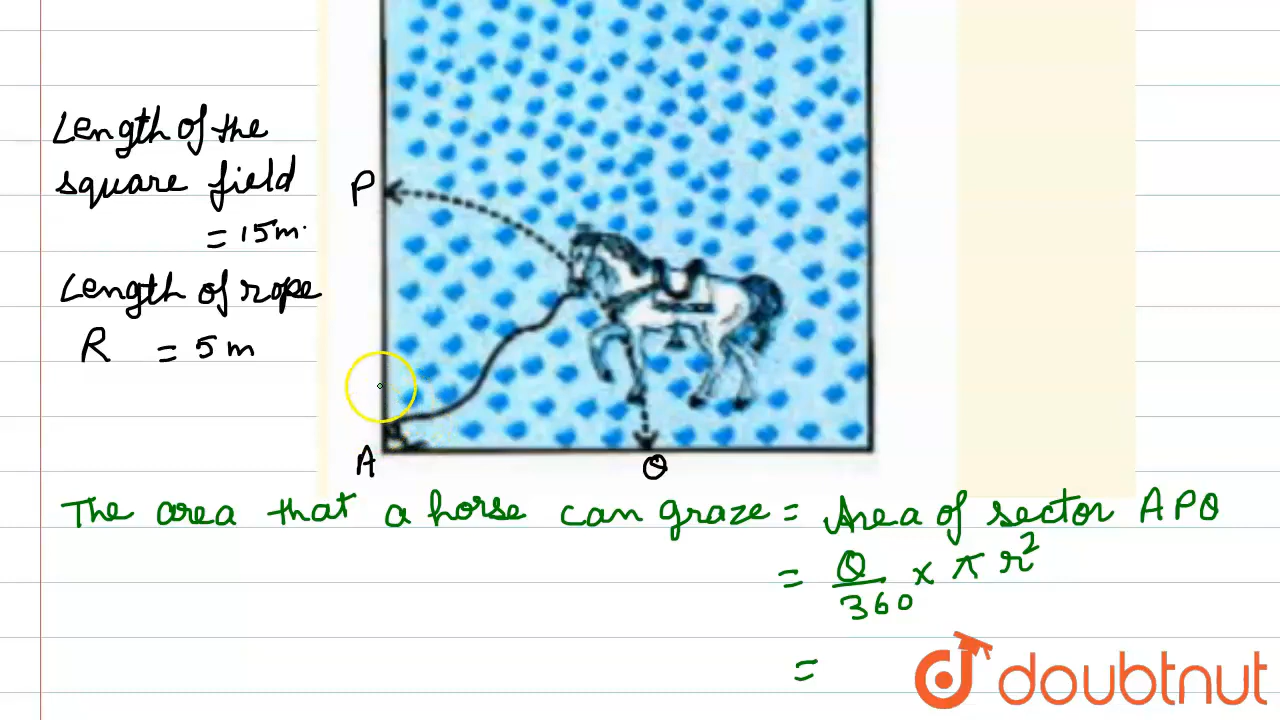 Length of the
square field
= 15m.
Length of rope
R = 5m
P
A
Q
The area that a horse can graze = Area of sector APQ
= θ/360 × πr²
=
doubtnut